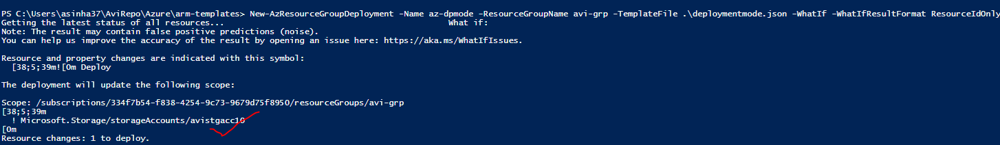 PS C:\Users\asinha37\AviRepo\Azure\arm-templates> New-AzResourceGroupDeployment -Name az-dpmode -ResourceGroupName avi-grp -TemplateFile .\deploymentmode.json -WhatIf -WhatIfResultFormat ResourceIdOnly
Getting the latest status of all resources... What if:
Note: The result may contain false positive predictions (noise).
You can help us improve the accuracy of the result by opening an issue here: https://aka.ms/WhatIfIssues.
Resource and property changes are indicated with this symbol:
[38;5;39m![0m Deploy
The deployment will update the following scope:
Scope: /subscriptions/334f7b54-f838-4254-9c73-9679d75f8950/resourceGroups/avi-grp
[38;5;39m
! Microsoft.Storage/storageAccounts/avistgacc10
[0m
Resource changes: 1 to deploy.